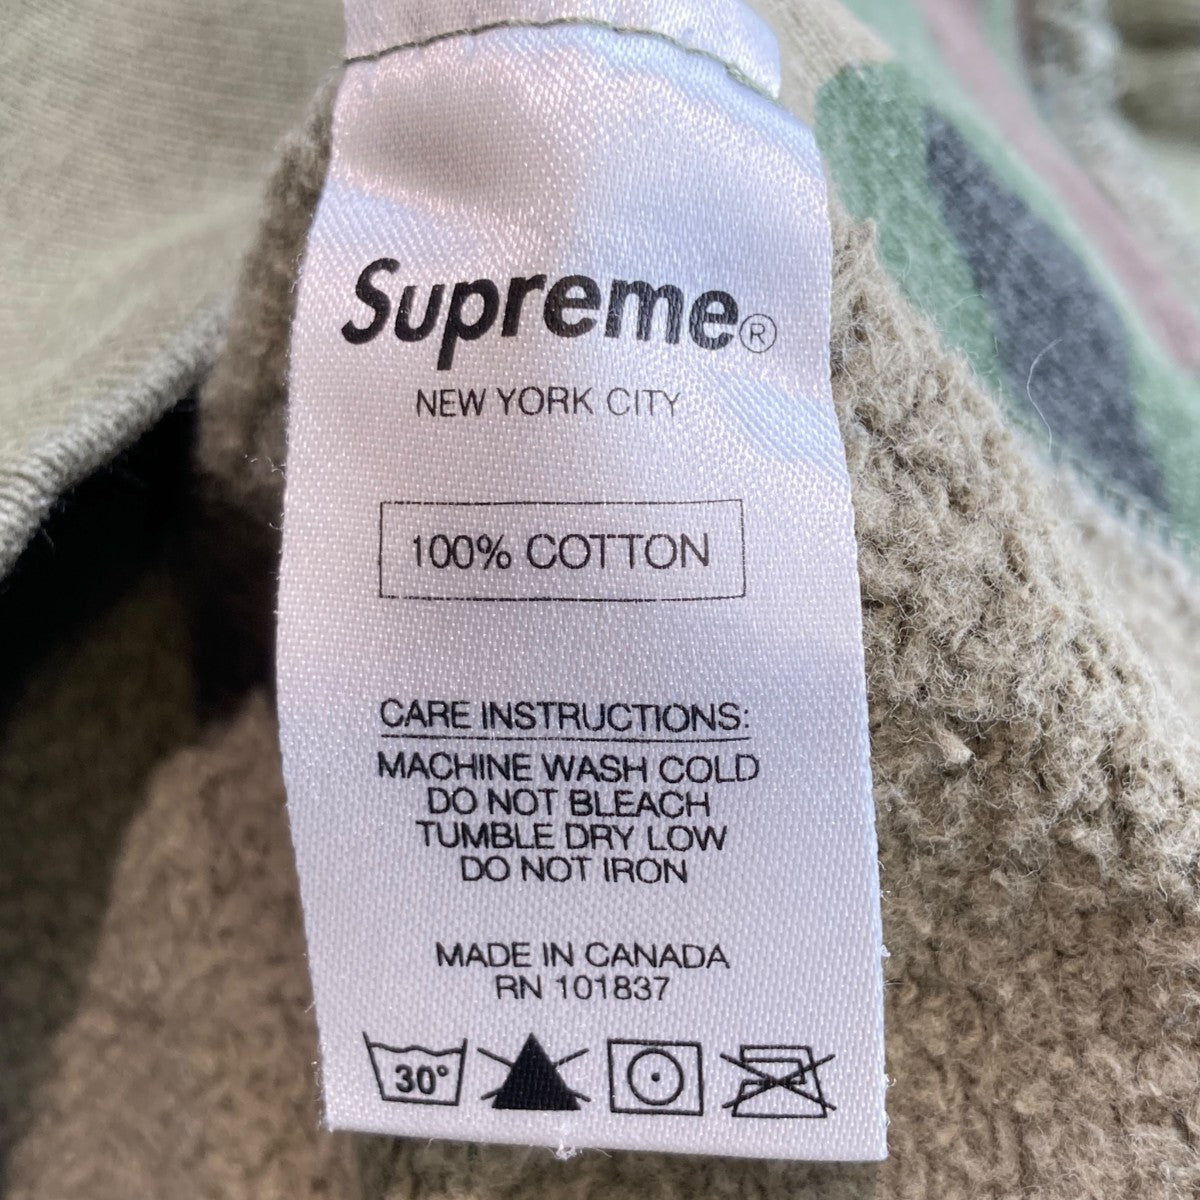 Supreme®
NEW YORK CITY
100% COTTON
CARE INSTRUCTIONS:
MACHINE WASH COLD
DO NOT BLEACH
TUMBLE DRY LOW
DO NOT IRON
MADE IN CANADA
RN 101837
30°